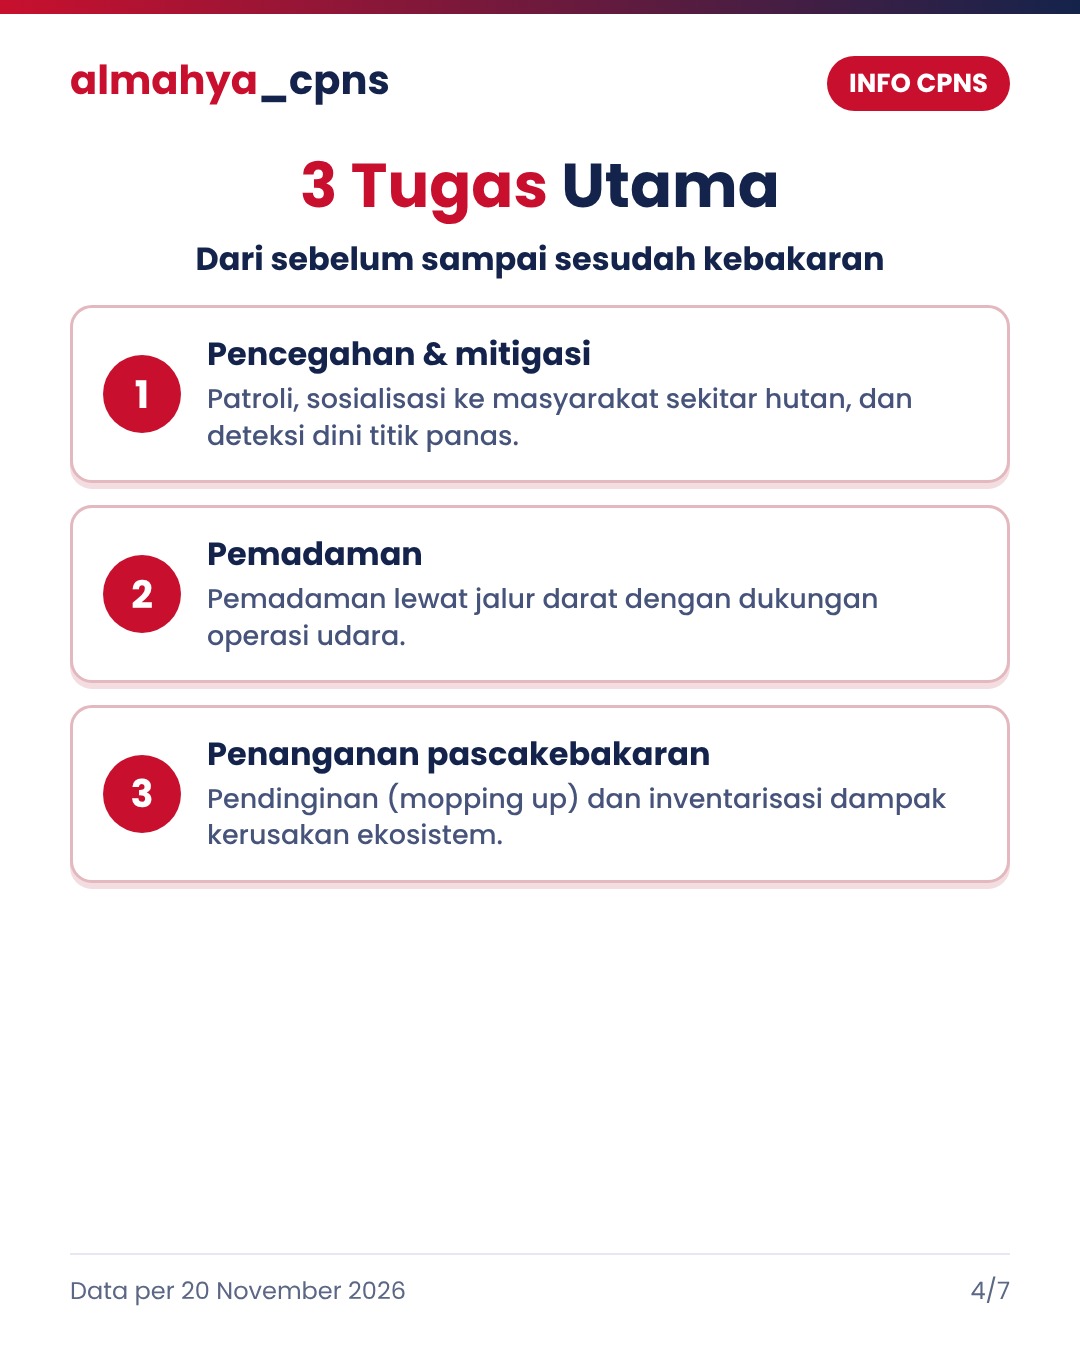 almahya_cpns
INFO CPNS
3 Tugas Utama
Dari sebelum sampai sesudah kebakaran
1
Pencegahan & mitigasi
Patroli, sosialisasi ke masyarakat sekitar hutan, dan
deteksi dini titik panas.
2
Pemadaman
Pemadaman lewat jalur darat dengan dukungan
operasi udara.
3
Penanganan pascakebakaran
Pendinginan (mopping up) dan inventarisasi dampak
kerusakan ekosistem.
Data per 20 November 2026
4/7